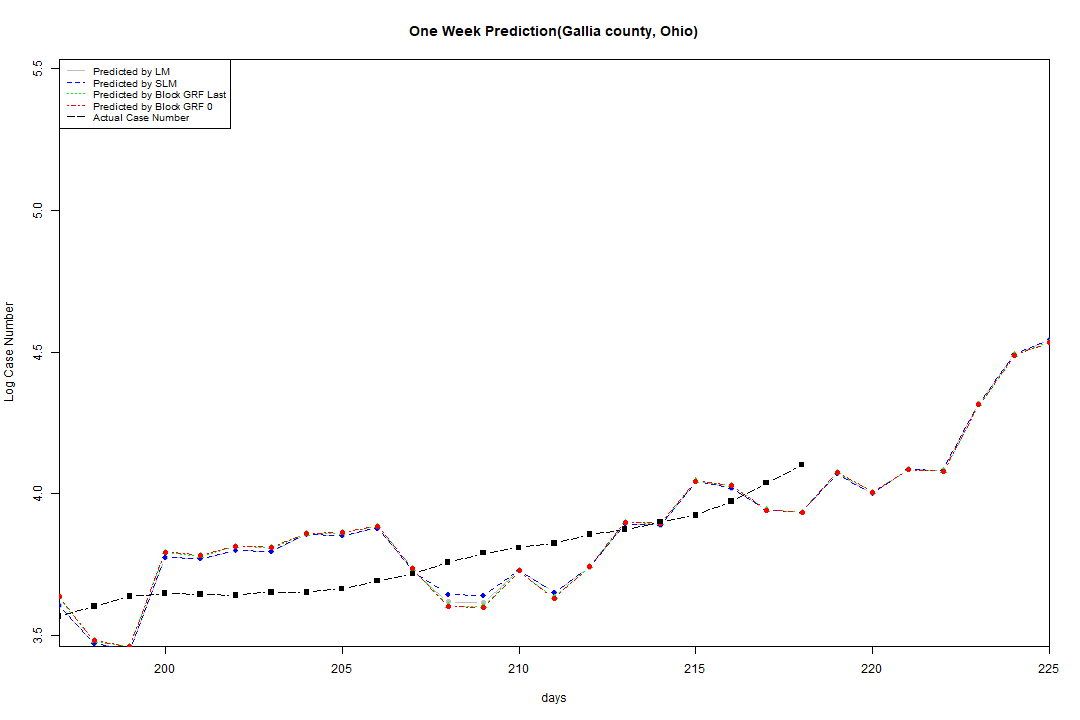 One Week Prediction(Gallia county, Ohio)
Predicted by LM
Predicted by SLM
Predicted by Block GRF Last
Predicted by Block GRF 0
Actual Case Number
5.5
5.0
4.5
4.0
3.5
Log Case Number
200 205 210 215 220 225
days